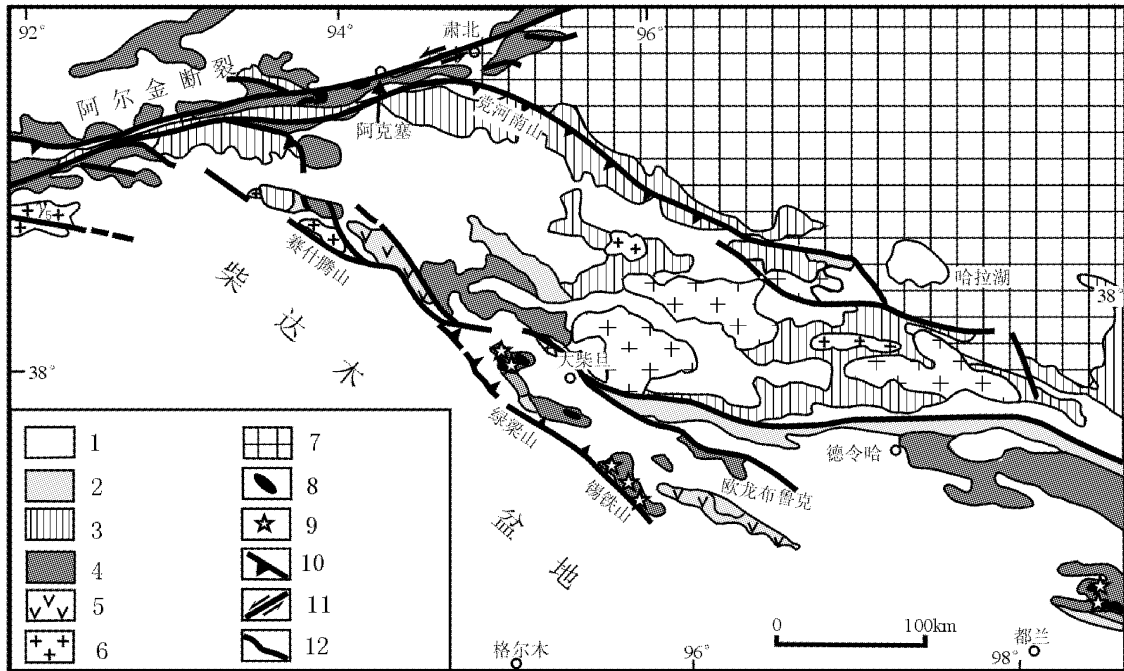 92°
94°
肃北
96°
阿尔金断裂
阿克塞
党河南山
γ5
赛什腾山
哈拉湖
38°
柴达木
38°
大柴旦
绿梁山
德令哈
欧龙布鲁克
锡铁山
盆地
1
7
2
8
3
9
4
10
5
11
6
12
0
100km
格尔木
96°
98°
都兰